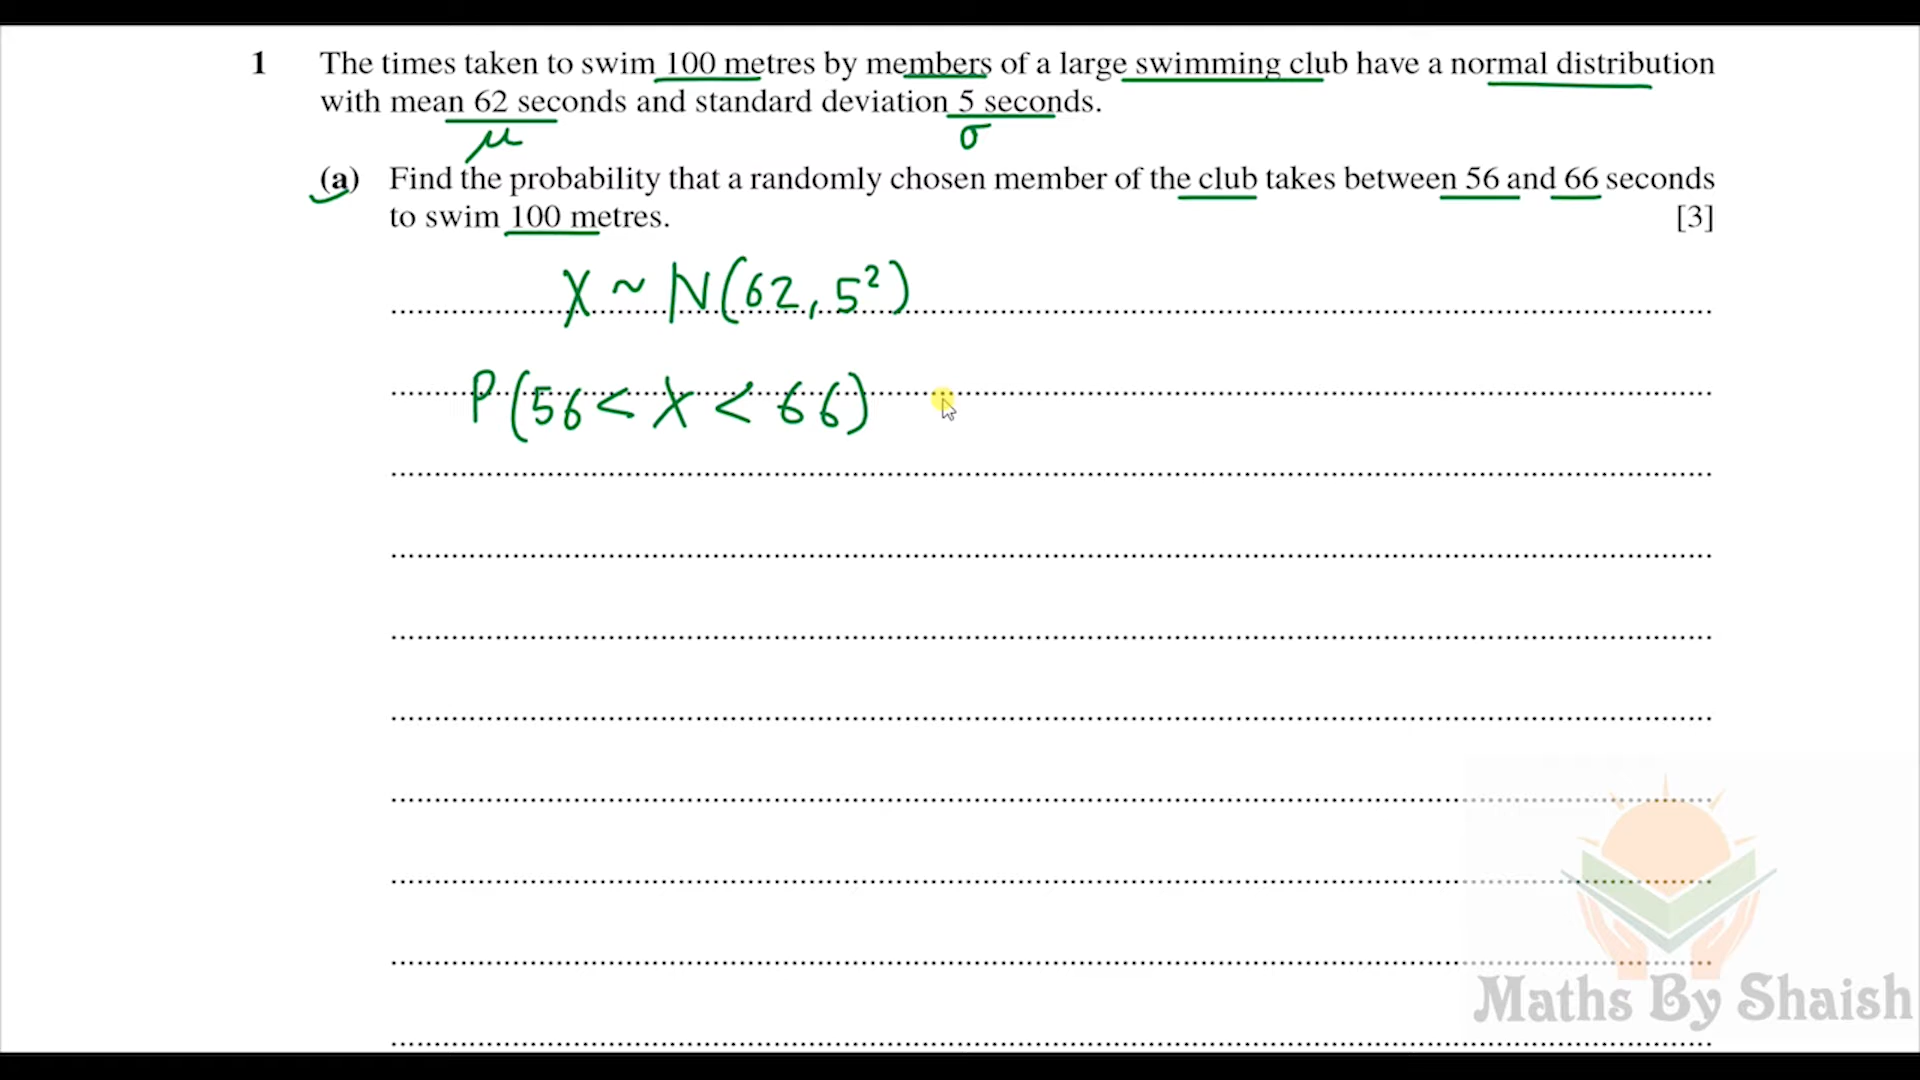 1 The times taken to swim 100 metres by members of a large swimming club have a normal distribution
with mean 62 seconds and standard deviation 5 seconds.
μ σ
(a) Find the probability that a randomly chosen member of the club takes between 56 and 66 seconds
to swim 100 metres. [3]
X ~ N(62, 5²)
P(56 < X < 66)
Maths By Shaish